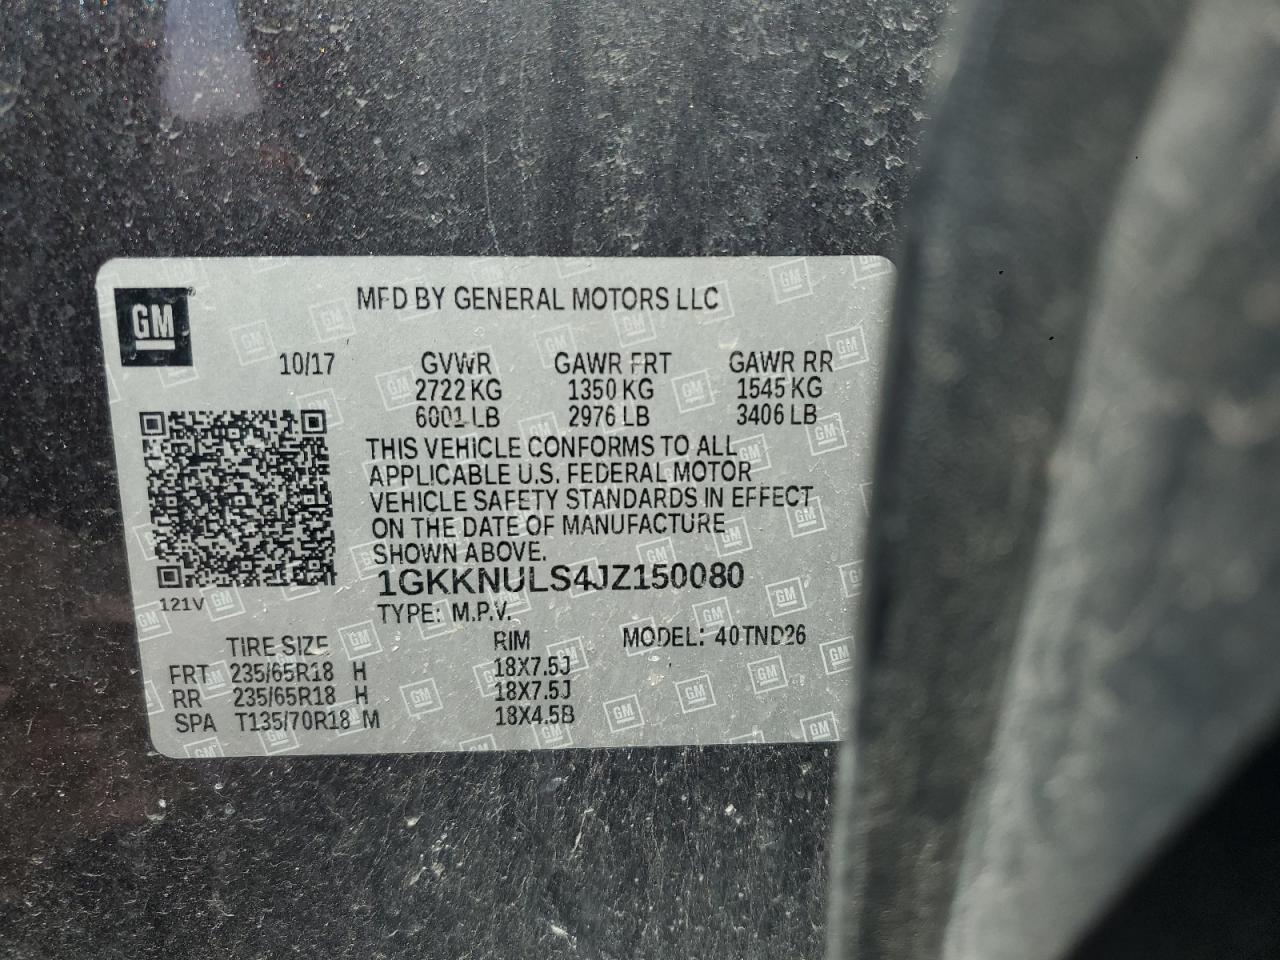 GM
MFD BY GENERAL MOTORS LLC
10/17 GVWR GAWR FRT GAWR RR
2722 KG 1350 KG 1545 KG
6001 LB 2976 LB 3406 LB
THIS VEHICLE CONFORMS TO ALL
APPLICABLE U.S. FEDERAL MOTOR
VEHICLE SAFETY STANDARDS IN EFFECT
ON THE DATE OF MANUFACTURE
SHOWN ABOVE.
1GKKNULS4JZ150080
121V
TYPE: M.P.V.
TIRE SIZE RIM MODEL: 40TND26
FRT 235/65R18 H 18X7.5J
RR 235/65R18 H 18X7.5J
SPA T135/70R18 M 18X4.5B